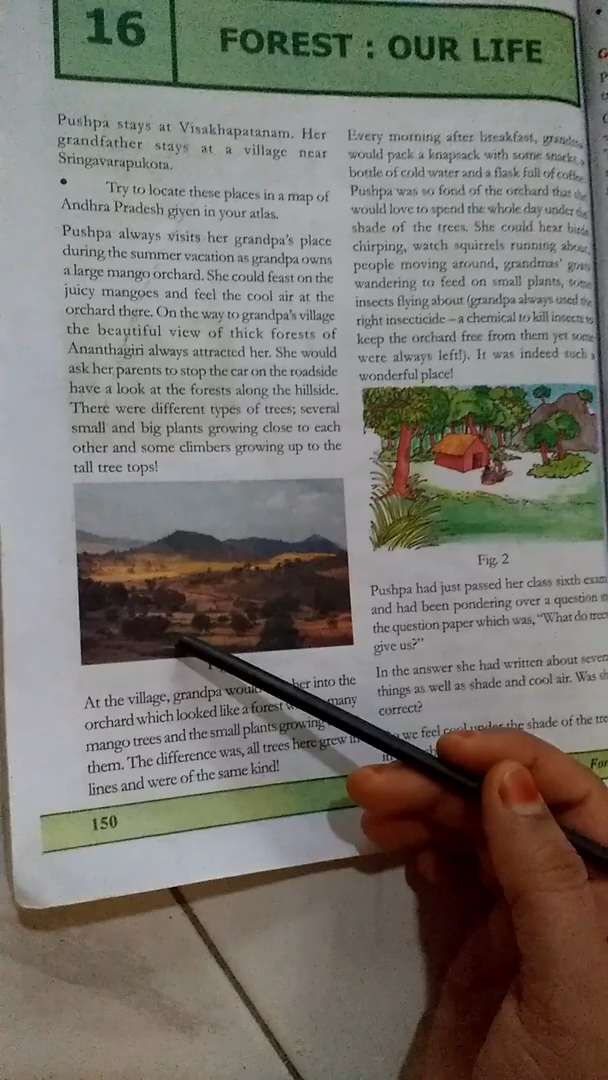 16
FOREST : OUR LIFE
Pushpa stays at Visakhapatanam. Her
grandfather stays at a village near
Sringavarapukota.
• Try to locate these places in a map of
Andhra Pradesh given in your atlas.
Pushpa always visits her grandpa's place
during the summer vacation as grandpa owns
a large mango orchard. She could feast on the
juicy mangoes and feel the cool air at the
orchard there. On the way to grandpa's village
the beautiful view of thick forests of
Ananthagiri always attracted her. She would
ask her parents to stop the car on the roadside
have a look at the forests along the hillside.
There were different types of trees; several
small and big plants growing close to each
other and some climbers growing up to the
tall tree tops!
At the village, grandpa would her into the
orchard which looked like a forest many
mango trees and the small plants growing
them. The difference was, all trees here grew in
lines and were of the same kind!
150
Every morning after breakfast,
would pack a knapsack with some snacks, a
bottle of cold water and a flask full of coffee.
Pushpa was so fond of the orchard that she
would love to spend the whole day under the
shade of the trees. She could hear birds
chirping, watch squirrels running about,
people moving around, grandmas' goats
wandering to feed on small plants, some
insects flying about (grandpa always used the
right insecticide – a chemical to kill insects to
keep the orchard free from them yet some
were always left!). It was indeed such a
wonderful place!
Fig. 2
Pushpa had just passed her class sixth exam
and had been pondering over a question in
the question paper which was, "What do trees
give us?"
In the answer she had written about several
things as well as shade and cool air. Was she
correct?
we feel cool under the shade of the
For